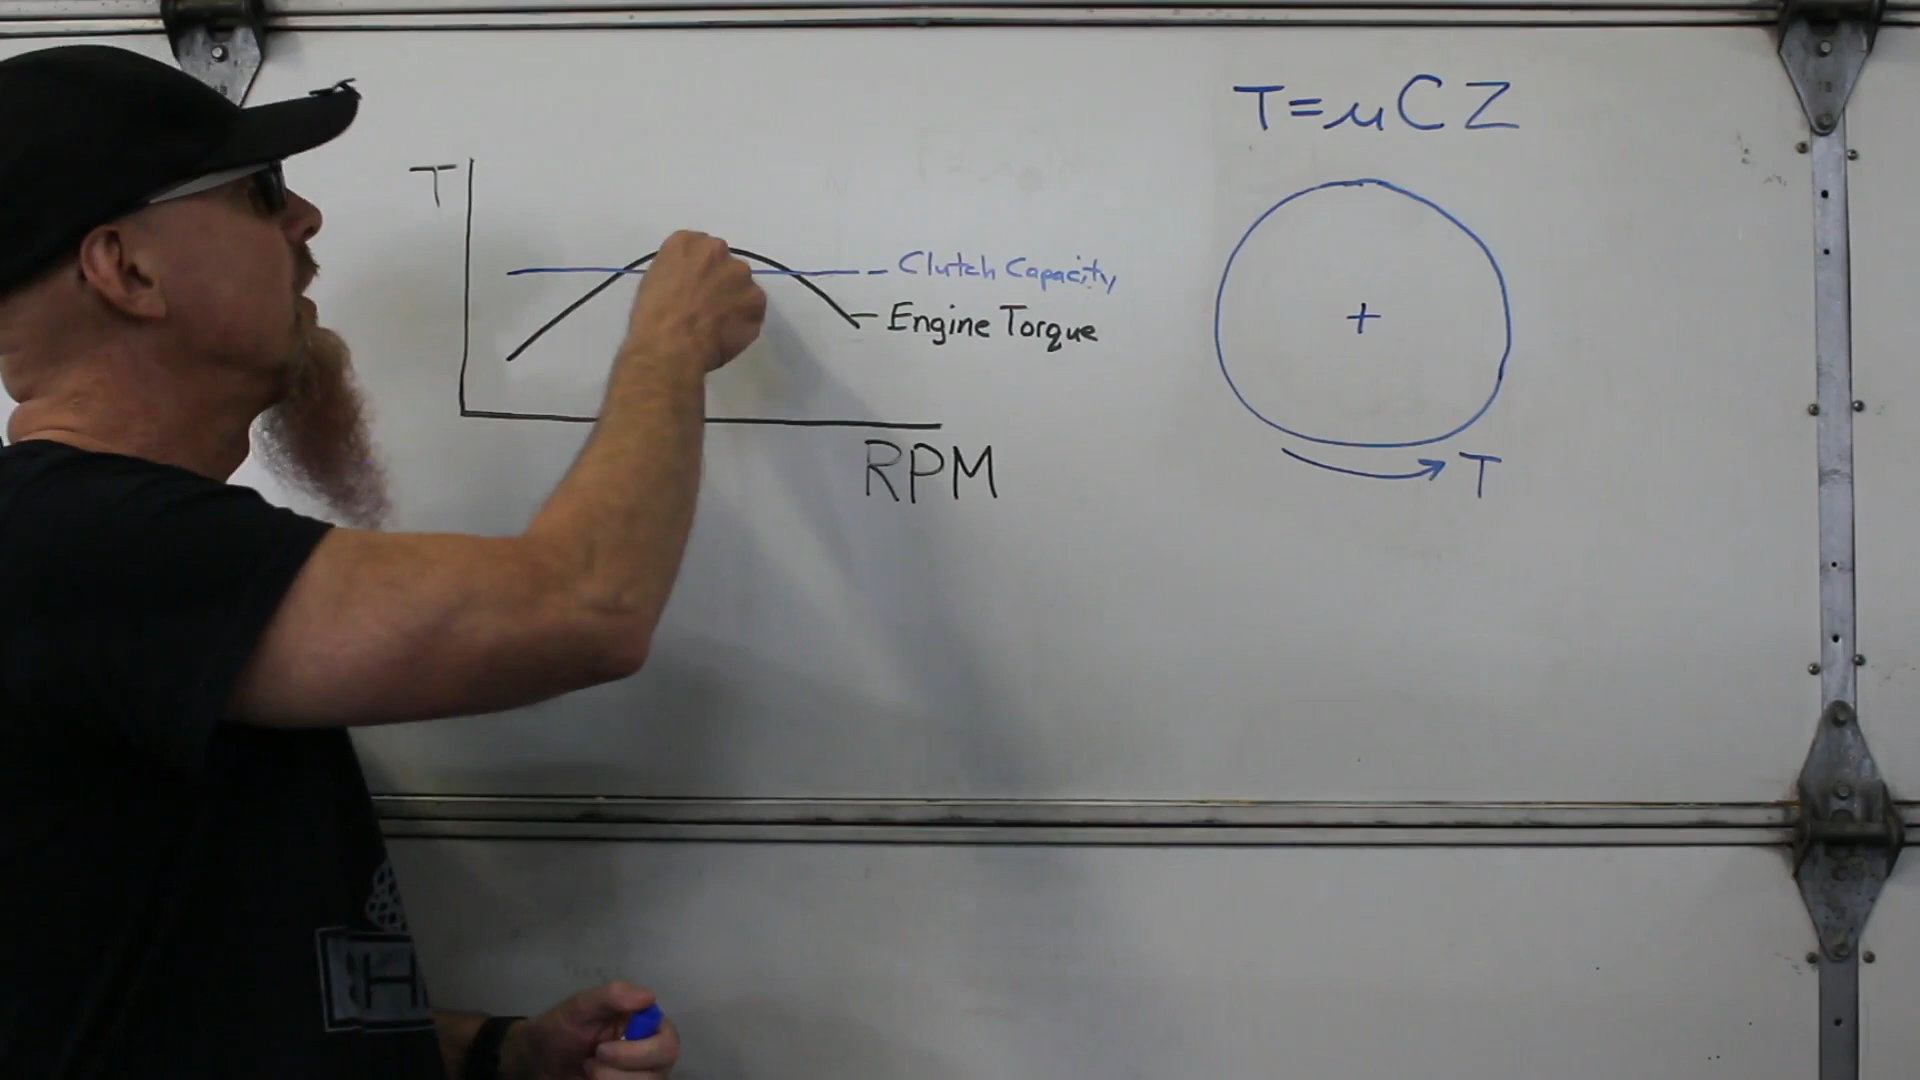 T=μCZ
T
Clutch Capacity
Engine Torque
RPM
T
H